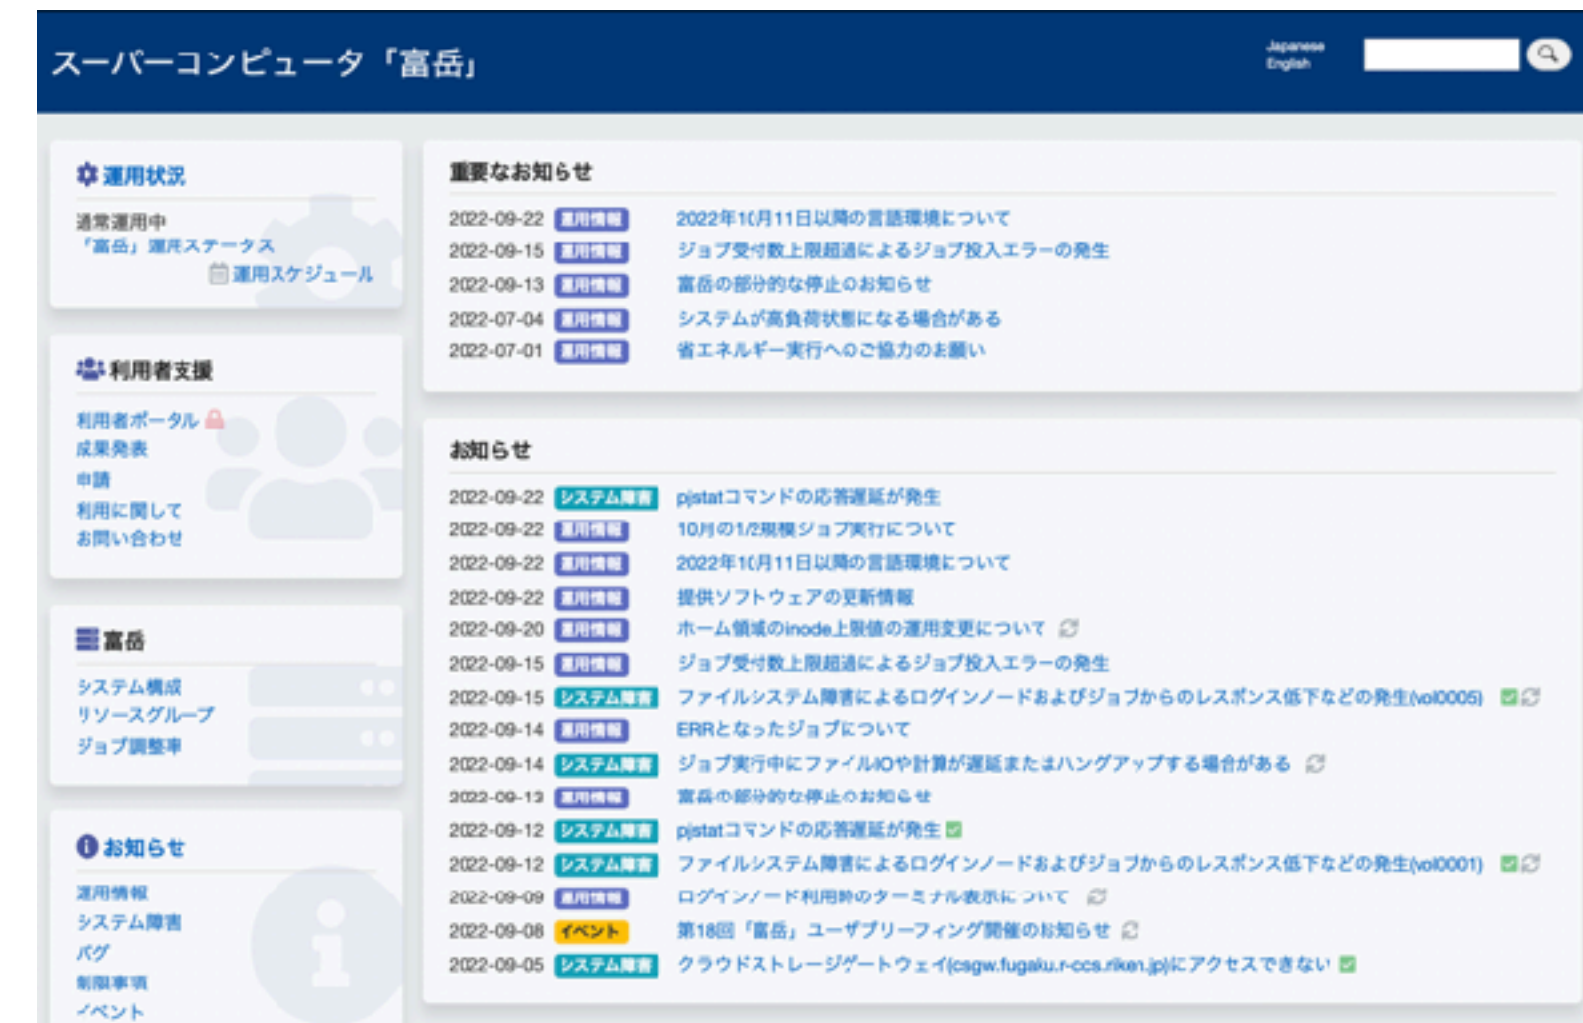 スーパーコンピュータ「富岳」
Japanese
English
運用状況
通常運用中
「富岳」運用ステータス
運用スケジュール
利用者支援
利用者ポータル
成果発表
申請
利用に関して
お問い合わせ
富岳
システム構成
リソースグループ
ジョブ調整率
お知らせ
運用情報
システム障害
バグ
制限事項
イベント
重要なお知らせ
2022-09-22 運用情報 2022年10月11日以降の言語環境について
2022-09-15 運用情報 ジョブ受付数上限超過によるジョブ投入エラーの発生
2022-09-13 運用情報 富岳の部分的な停止のお知らせ
2022-07-04 運用情報 システムが高負荷状態になる場合がある
2022-07-01 運用情報 省エネルギー実行へのご協力のお願い
お知らせ
2022-09-22 システム障害 pjstatコマンドの応答遅延が発生
2022-09-22 運用情報 10月の1/2規模ジョブ実行について
2022-09-22 運用情報 2022年10月11日以降の言語環境について
2022-09-22 運用情報 提供ソフトウェアの更新情報
2022-09-20 運用情報 ホーム領域のinode上限値の運用変更について
2022-09-15 運用情報 ジョブ受付数上限超過によるジョブ投入エラーの発生
2022-09-15 システム障害 ファイルシステム障害によるログインノードおよびジョブからのレスポンス低下などの発生(vol0005)
2022-09-14 運用情報 ERRとなったジョブについて
2022-09-14 システム障害 ジョブ実行中にファイルIOや計算が遅延またはハングアップする場合がある
2022-09-13 運用情報 富岳の部分的な停止のお知らせ
2022-09-12 システム障害 pjstatコマンドの応答遅延が発生
2022-09-12 システム障害 ファイルシステム障害によるログインノードおよびジョブからのレスポンス低下などの発生(vol0001)
2022-09-09 運用情報 ログインノード利用時のターミナル表示について
2022-09-08 イベント 第18回「富岳」ユーザブリーフィング開催のお知らせ
2022-09-05 システム障害 クラウドストレージゲートウェイ(csgw.fugaku.r-ccs.riken.jp)にアクセスできない